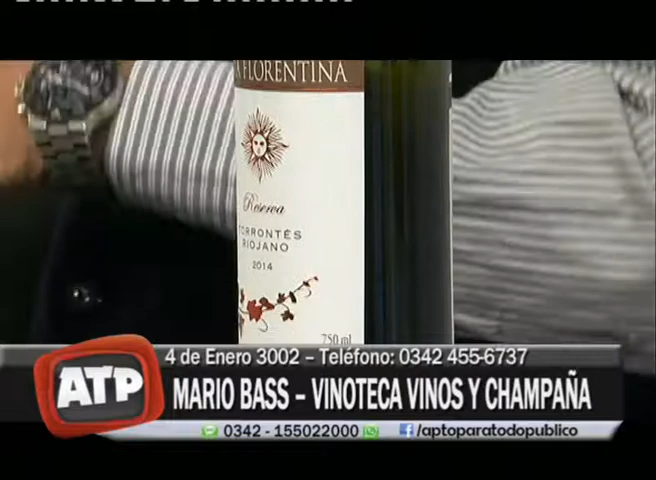 FLORENTINA
Reserva
TORRONTÉS
RIOJANO
2014
750 ml
4 de Enero 3002 – Teléfono: 0342 455-6737
ATP
MARIO BASS – VINOTECA VINOS Y CHAMPAÑA
0342 - 155022000
/aptoparatodopublico